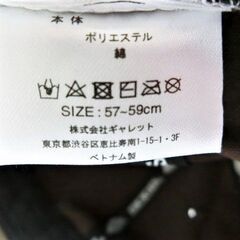 本体
ポリエステル
綿
SIZE:57~59cm
株式会社ギャレット
東京都渋谷区恵比寿南1-15-1・3F
ベトナム製